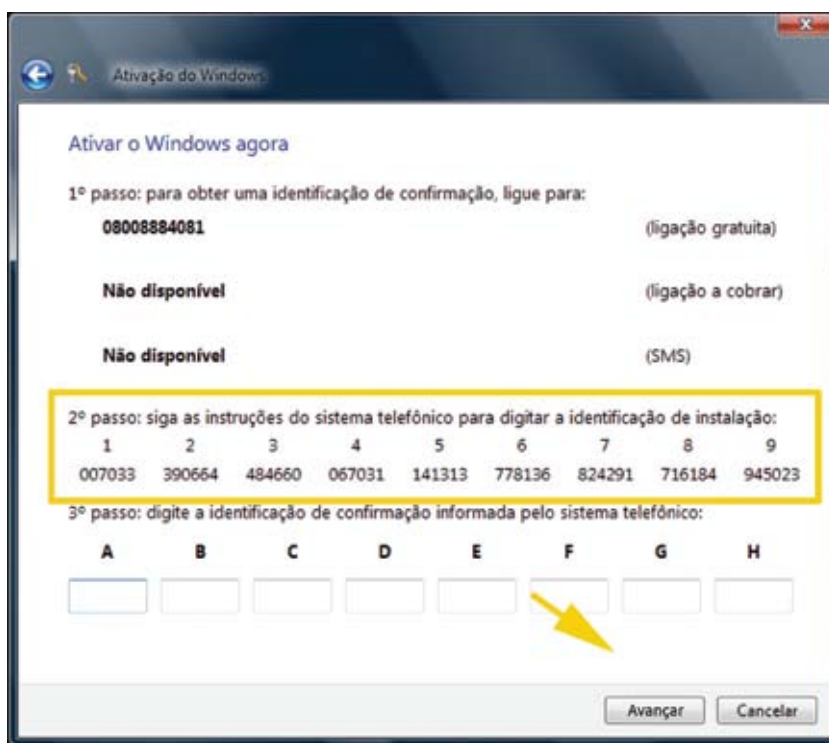 Ativação do Windows
Ativar o Windows agora
1º passo: para obter uma identificação de confirmação, ligue para:
08008884081 (ligação gratuita)
Não disponível (ligação a cobrar)
Não disponível (SMS)
2º passo: siga as instruções do sistema telefônico para digitar a identificação de instalação:
1 2 3 4 5 6 7 8 9
007033 390664 484660 067031 141313 778136 824291 716184 945023
3º passo: digite a identificação de confirmação informada pelo sistema telefônico:
A B C D E F G H
Avançar Cancelar